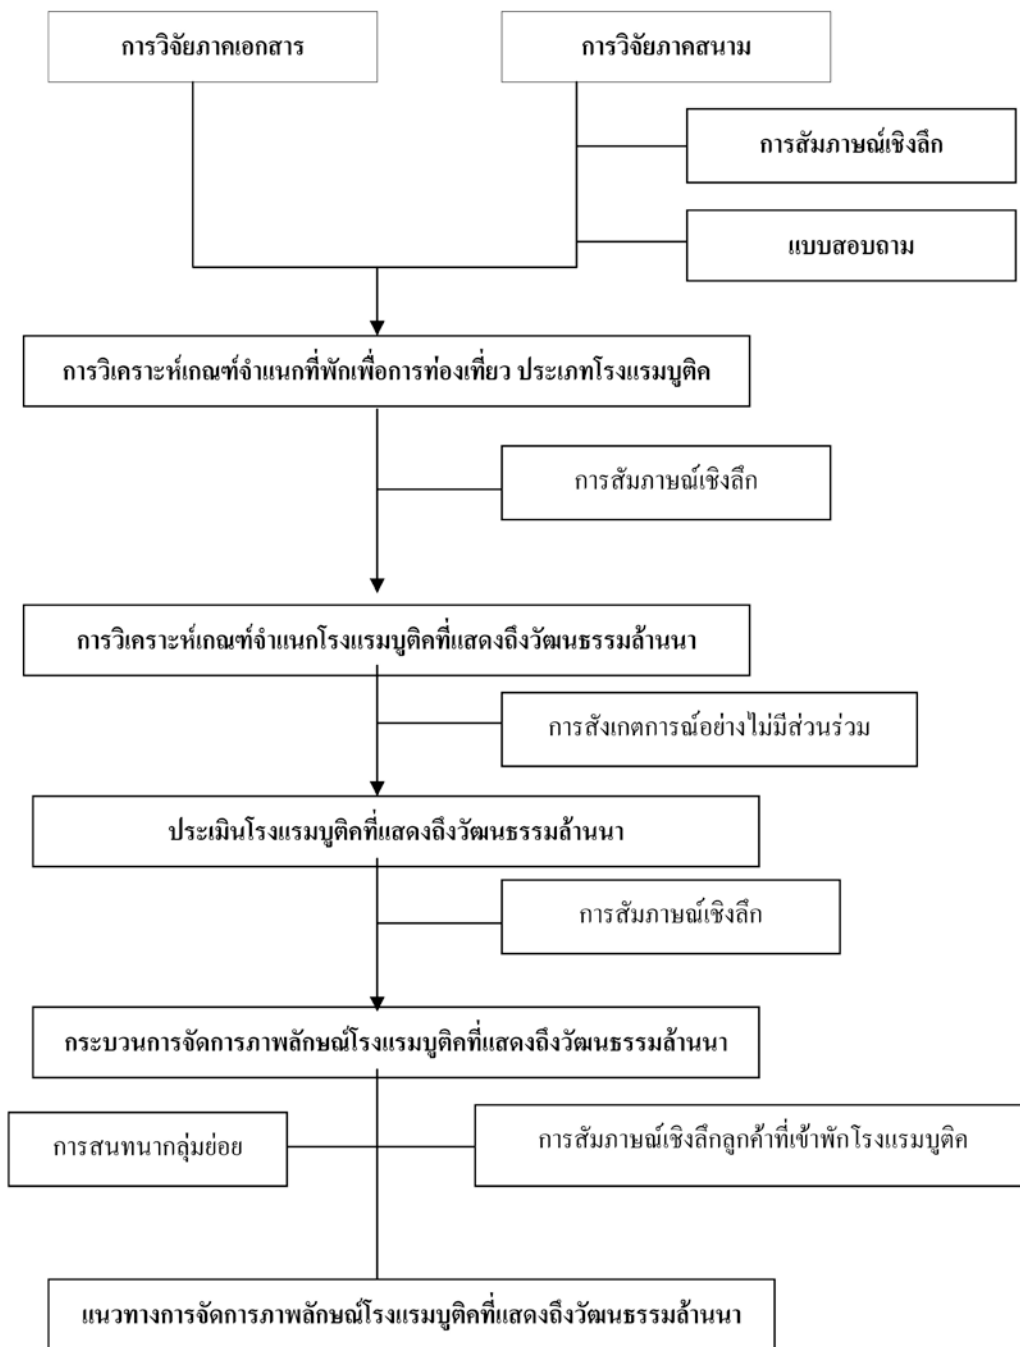 การวิจัยภาคเอกสาร
การวิจัยภาคสนาม
การสัมภาษณ์เชิงลึก
แบบสอบถาม
การวิเคราะห์เกณฑ์จำแนกที่พักเพื่อการท่องเที่ยว ประเภทโรงแรมบูติค
การสัมภาษณ์เชิงลึก
การวิเคราะห์เกณฑ์จำแนกโรงแรมบูติคที่แสดงถึงวัฒนธรรมล้านนา
การสังเกตการณ์อย่างไม่มีส่วนร่วม
ประเมินโรงแรมบูติคที่แสดงถึงวัฒนธรรมล้านนา
การสัมภาษณ์เชิงลึก
กระบวนการจัดการภาพลักษณ์โรงแรมบูติคที่แสดงถึงวัฒนธรรมล้านนา
การสนทนากลุ่มย่อย
การสัมภาษณ์เชิงลึกลูกค้าที่เข้าพักโรงแรมบูติค
แนวทางการจัดการภาพลักษณ์โรงแรมบูติคที่แสดงถึงวัฒนธรรมล้านนา